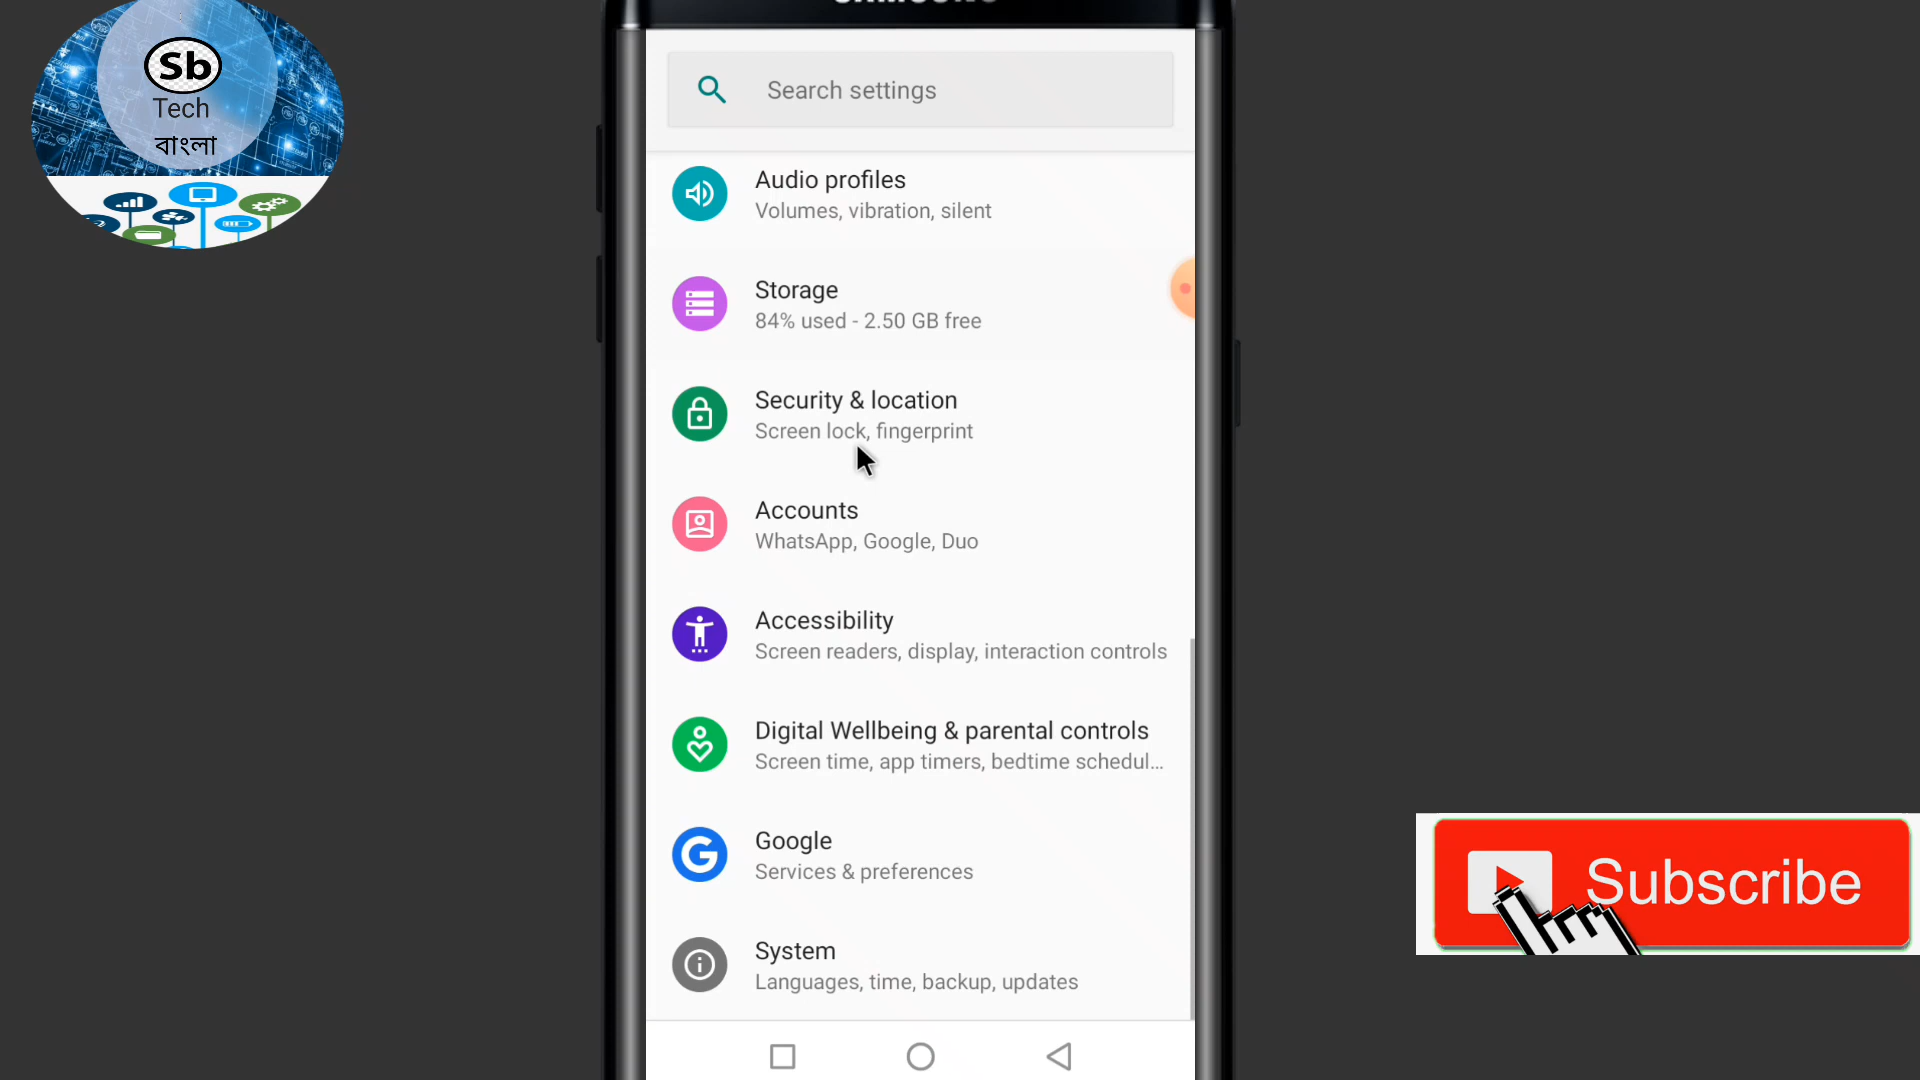 Sb
Tech
বাংলা
SAMSUNG
Search settings
Audio profiles
Volumes, vibration, silent
Storage
84% used - 2.50 GB free
Security & location
Screen lock, fingerprint
Accounts
WhatsApp, Google, Duo
Accessibility
Screen readers, display, interaction controls
Digital Wellbeing & parental controls
Screen time, app timers, bedtime schedul...
Google
Services & preferences
System
Languages, time, backup, updates
Subscribe